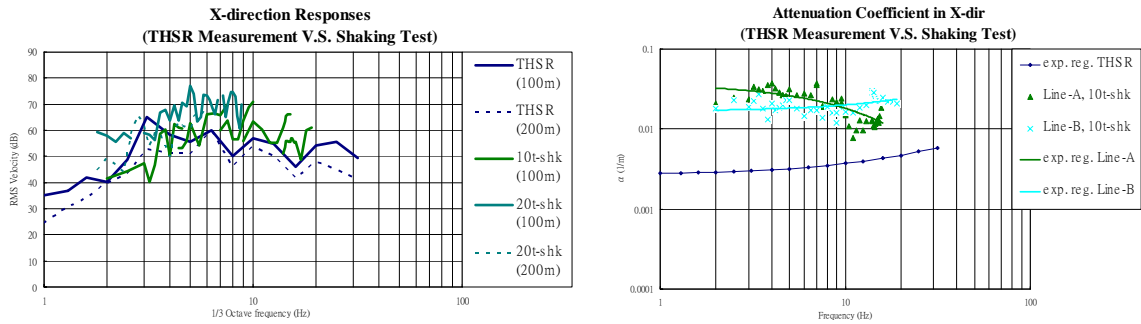 X-direction Responses
(THSR Measurement V.S. Shaking Test)
90
80
70
60
50
40
30
20
10
0
RMS Velocity (dB)
1
10
100
1/3 Octave frequency (Hz)
THSR
(100m)
THSR
(200m)
10t-shk
(100m)
20t-shk
(100m)
20t-shk
(200m)
Attenuation Coefficient in X-dir
(THSR Measurement V.S. Shaking Test)
0.1
0.01
0.001
0.0001
α (1/m)
1
10
100
Frequency (Hz)
exp. reg. THSR
Line-A, 10t-shk
Line-B, 10t-shk
exp. reg. Line-A
exp. reg. Line-B